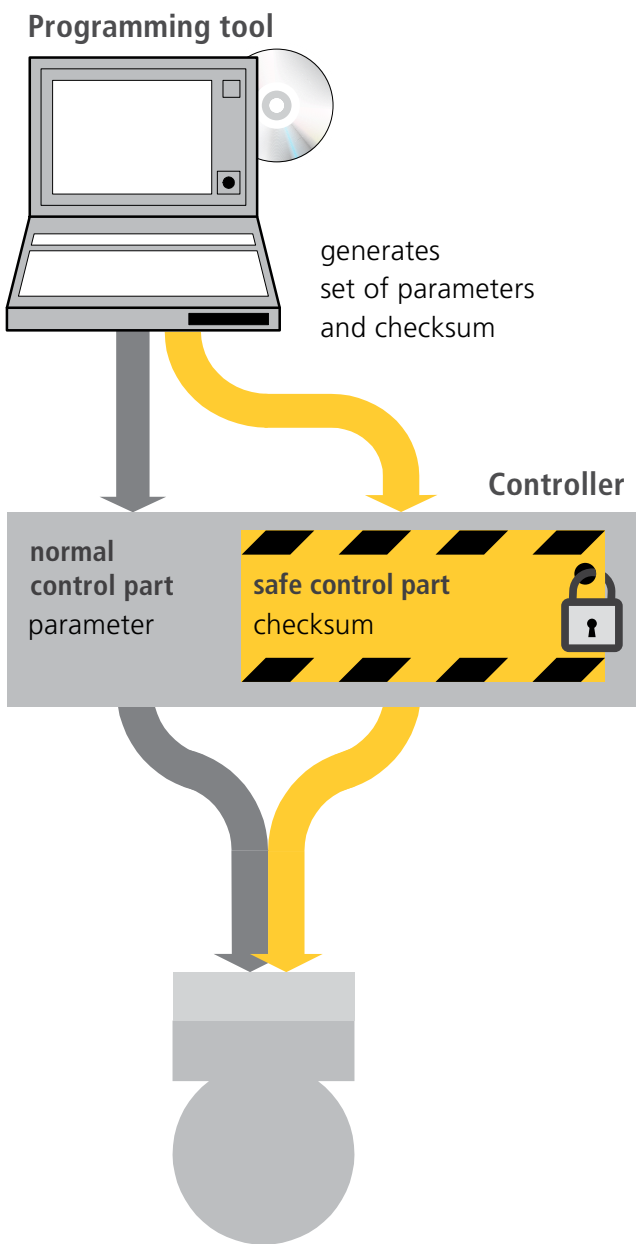 Programming tool
generates
set of parameters
and checksum
Controller
normal
control part
parameter
safe control part
checksum